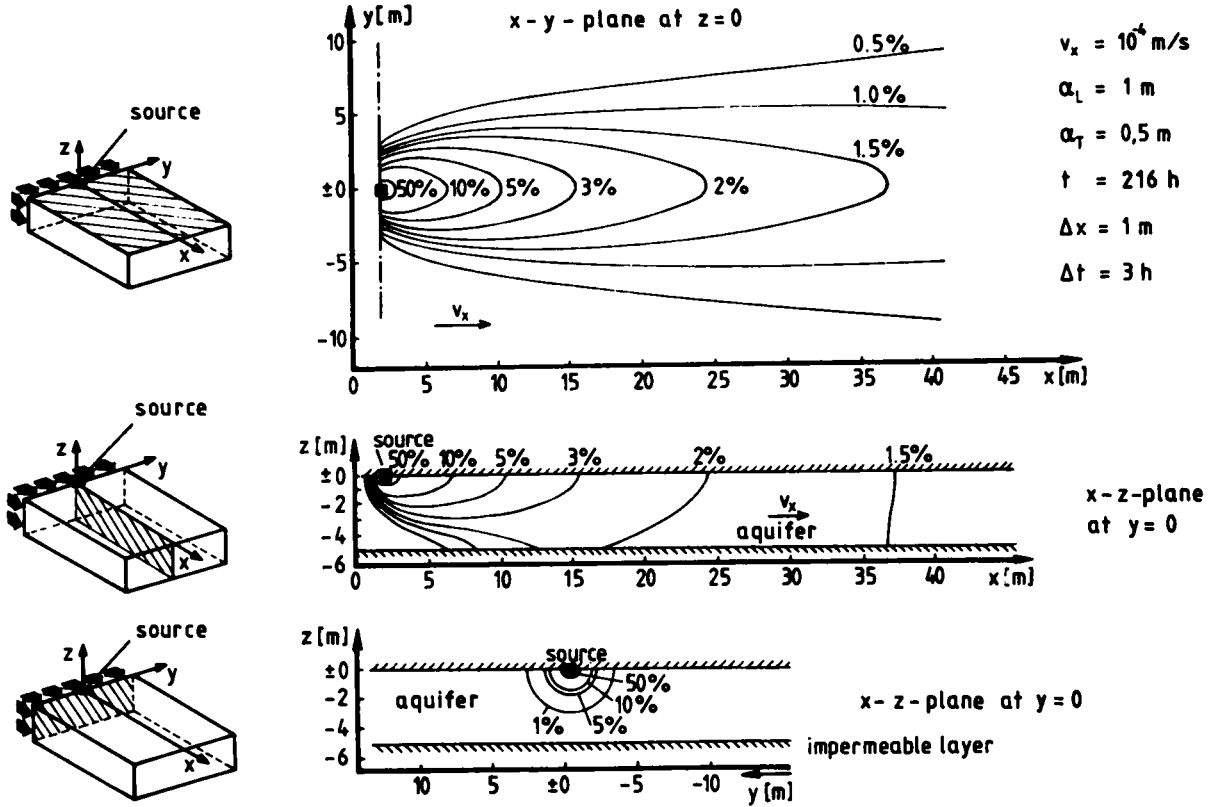 x-y-plane at z=0
y[m]
10
5
±0
-5
-10
0.5%
1.0%
1.5%
50% 10% 5% 3% 2%
vₓ
0 5 10 15 20 25 30 35 40 45
x[m]
source
z
y
x
vₓ = 10⁻⁴ m/s
α_L = 1 m
α_T = 0,5 m
t = 216 h
Δx = 1 m
Δt = 3 h
source
z
y
x
z[m]
±0
-2
-4
-6
source
50% 10% 5% 3% 2% 1.5%
vₓ
aquifer
0 5 10 15 20 25 30 35 40
x[m]
x-z-plane
at y=0
source
z
y
x
z[m]
±0
-2
-4
-6
source
aquifer
50%
10%
1% 5%
10 5 ±0 -5 -10
y[m]
x-z-plane at y=0
impermeable layer